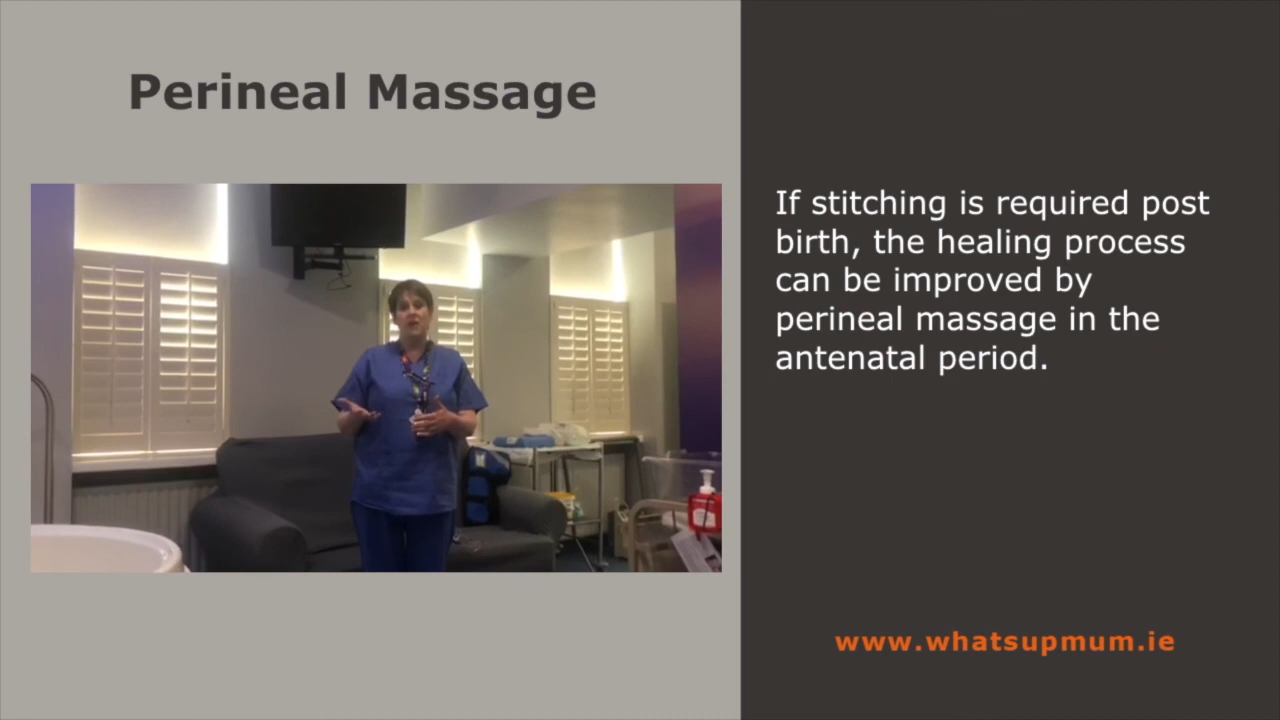 Perineal Massage
If stitching is required post
birth, the healing process
can be improved by
perineal massage in the
antenatal period.
www.whatsupmum.ie